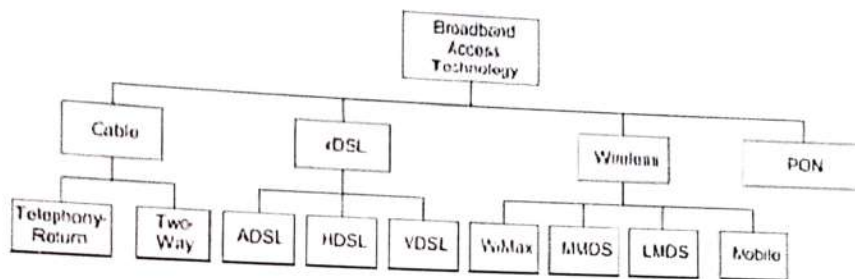 Broadband
Access
Technology
Cable
xDSL
Wireless
PON
Telephony-
Return
Two-
Way
ADSL
HDSL
VDSL
WiMax
MMDS
LMDS
Mobile